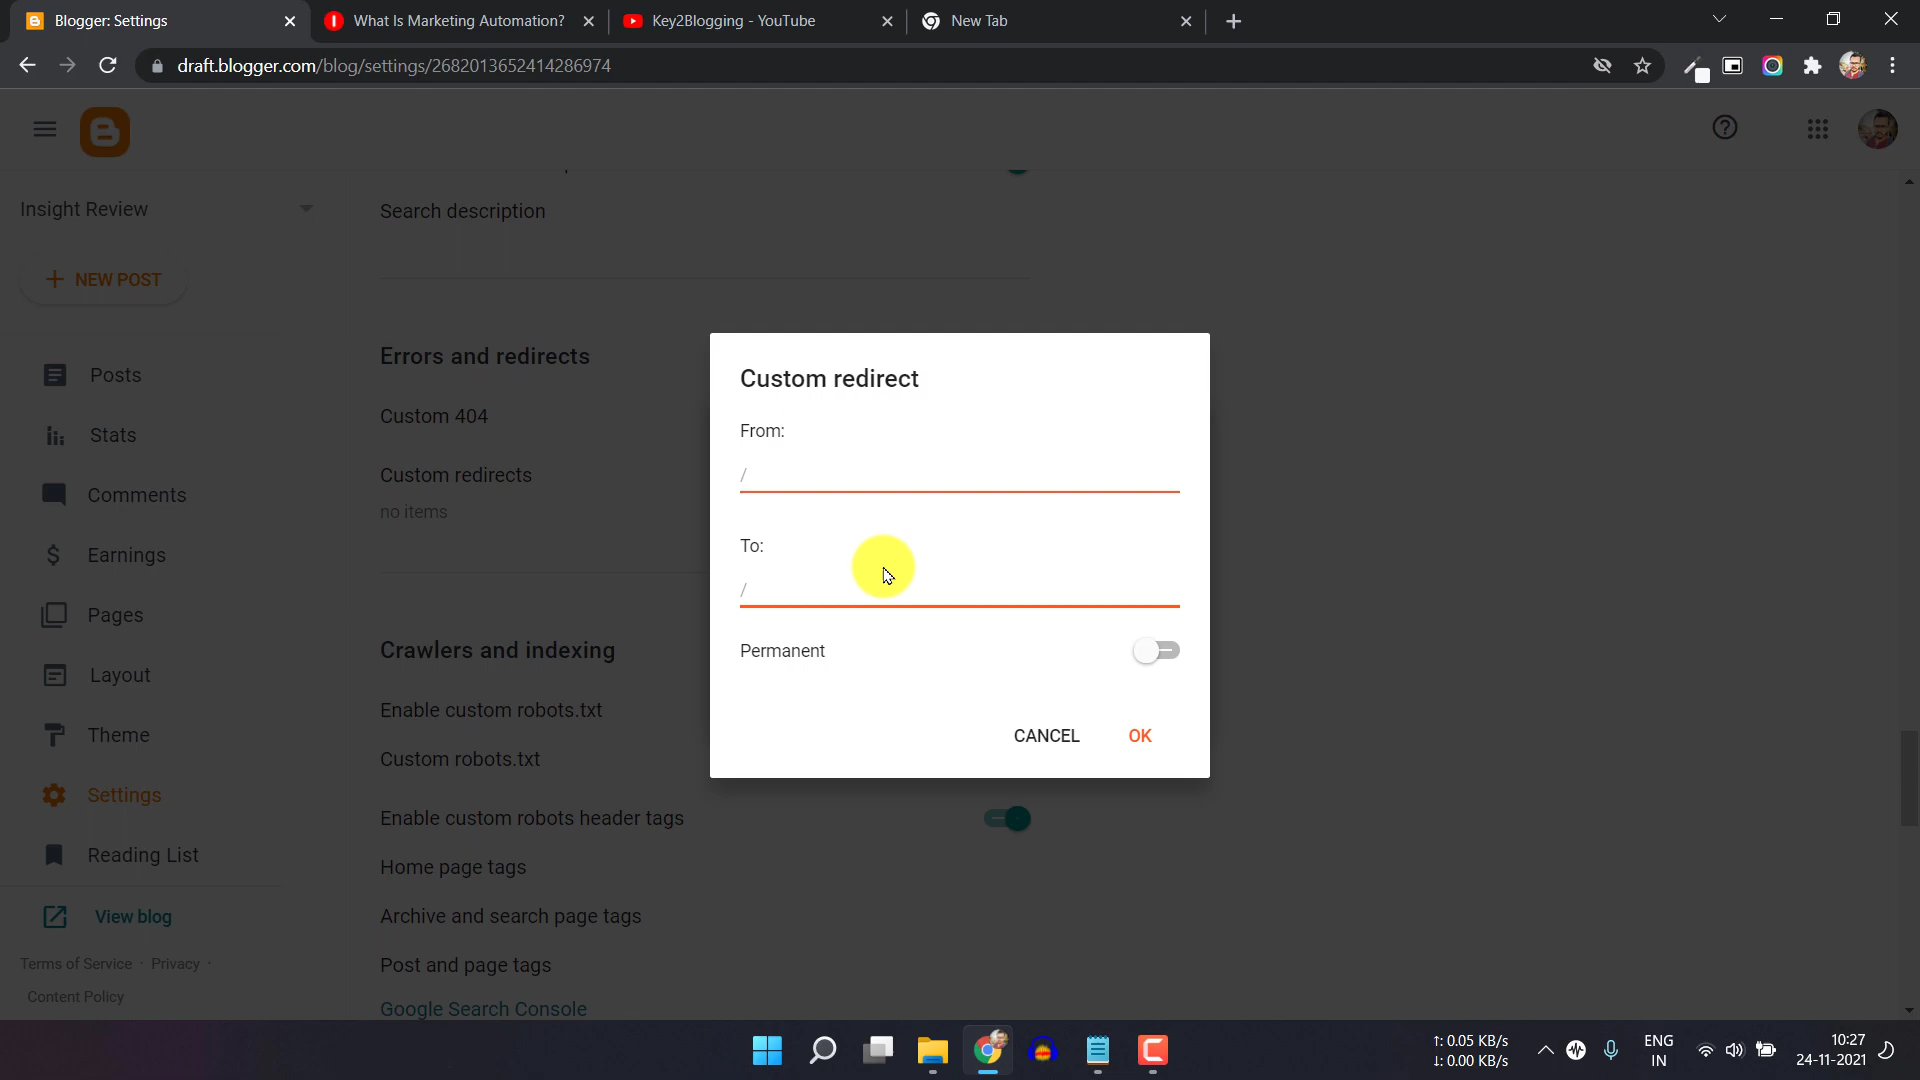 Blogger: Settings
What Is Marketing Automation?
Key2Blogging - YouTube
New Tab
draft.blogger.com/blog/settings/2682013652414286974
Insight Review
Search description
+ NEW POST
Errors and redirects
Custom redirect
Posts
Custom 404
From:
/
Stats
Custom redirects
no items
Comments
To:
/
Earnings
Pages
Crawlers and indexing
Permanent
Layout
Enable custom robots.txt
Theme
Custom robots.txt
CANCEL
OK
Settings
Enable custom robots header tags
Reading List
Home page tags
View blog
Archive and search page tags
Terms of Service · Privacy ·
Post and page tags
Content Policy
Google Search Console
↑: 0.05 KB/s
↓: 0.00 KB/s
ENG
IN
10:27
24-11-2021